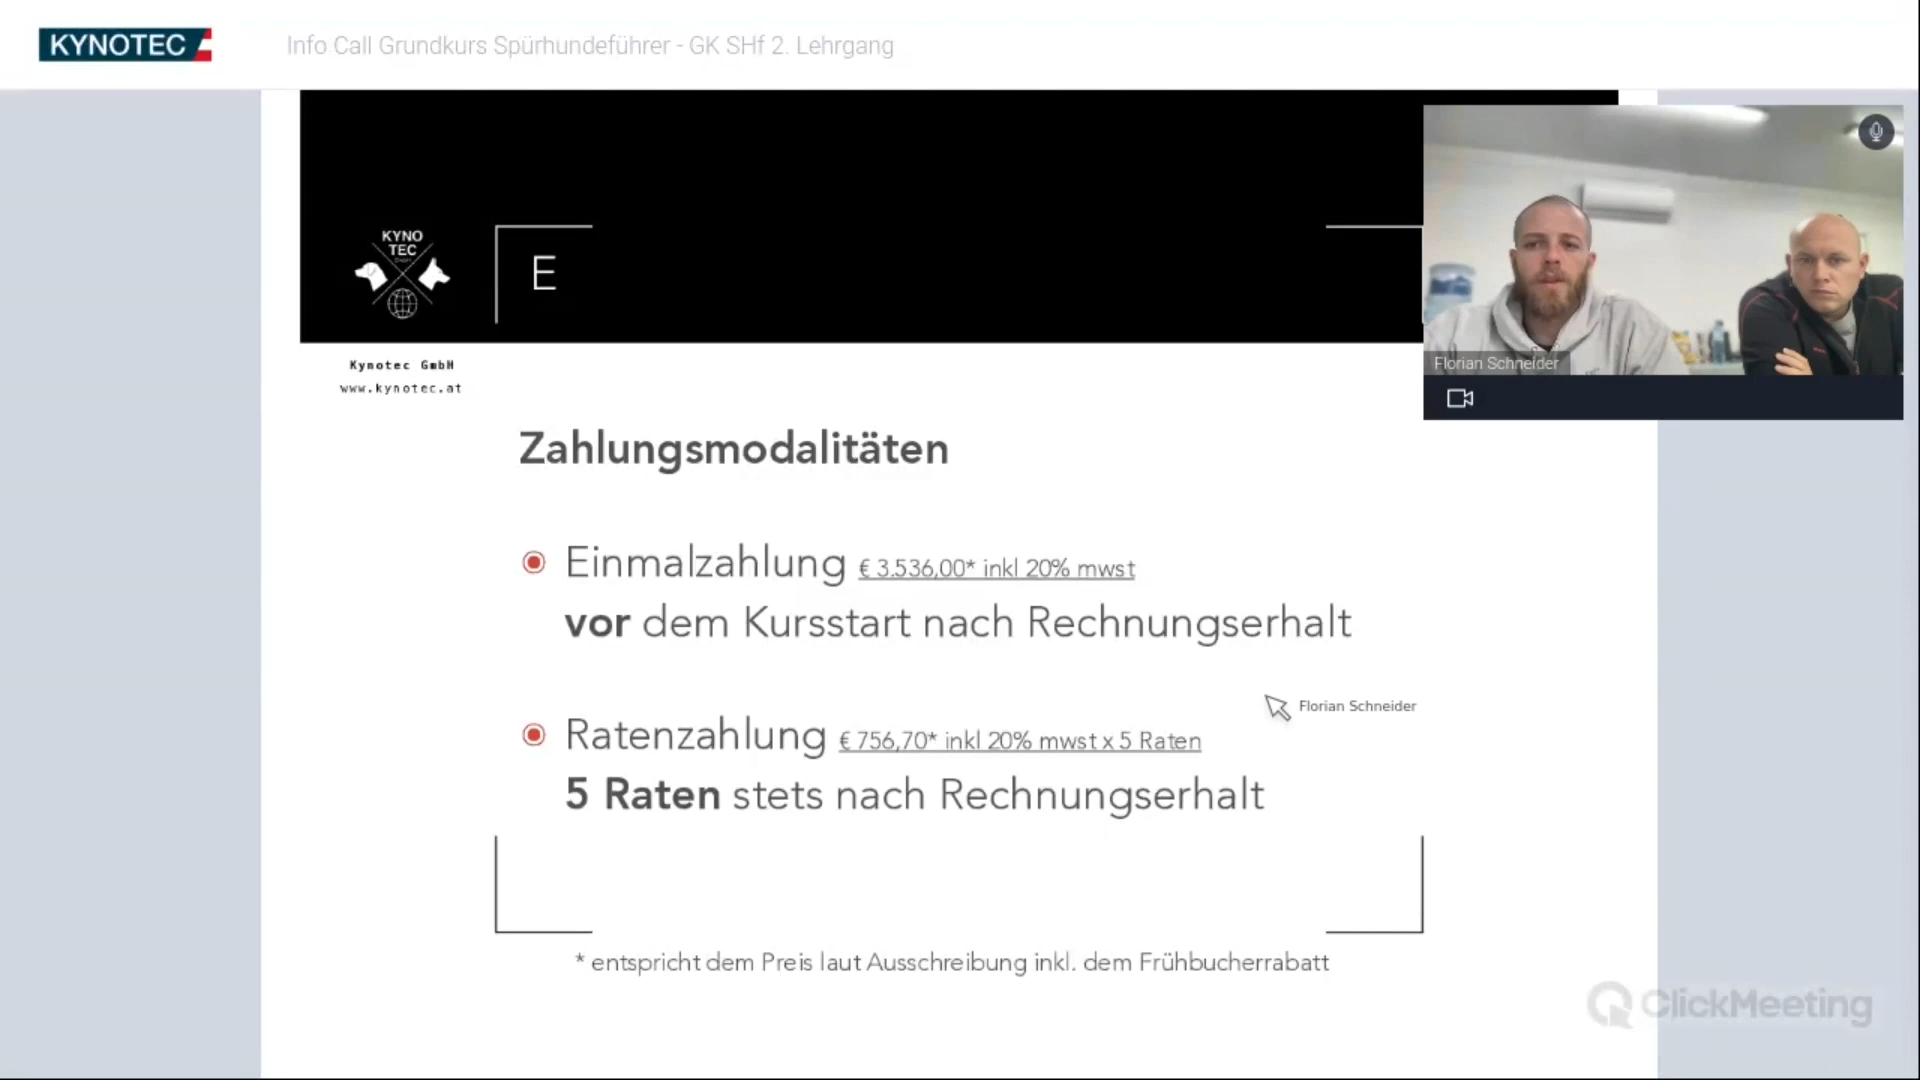 KYNOTEC
Info Call Grundkurs Spürhundeführer - GK SHf 2. Lehrgang
KYNO
TEC
E
Florian Schneider
Kynotec GmbH
www.kynotec.at
Zahlungsmodalitäten
Einmalzahlung € 3.536,00* inkl 20% mwst
vor dem Kursstart nach Rechnungserhalt
Florian Schneider
Ratenzahlung € 756,70* inkl 20% mwst x 5 Raten
5 Raten stets nach Rechnungserhalt
* entspricht dem Preis laut Ausschreibung inkl. dem Frühbucherrabatt
ClickMeeting